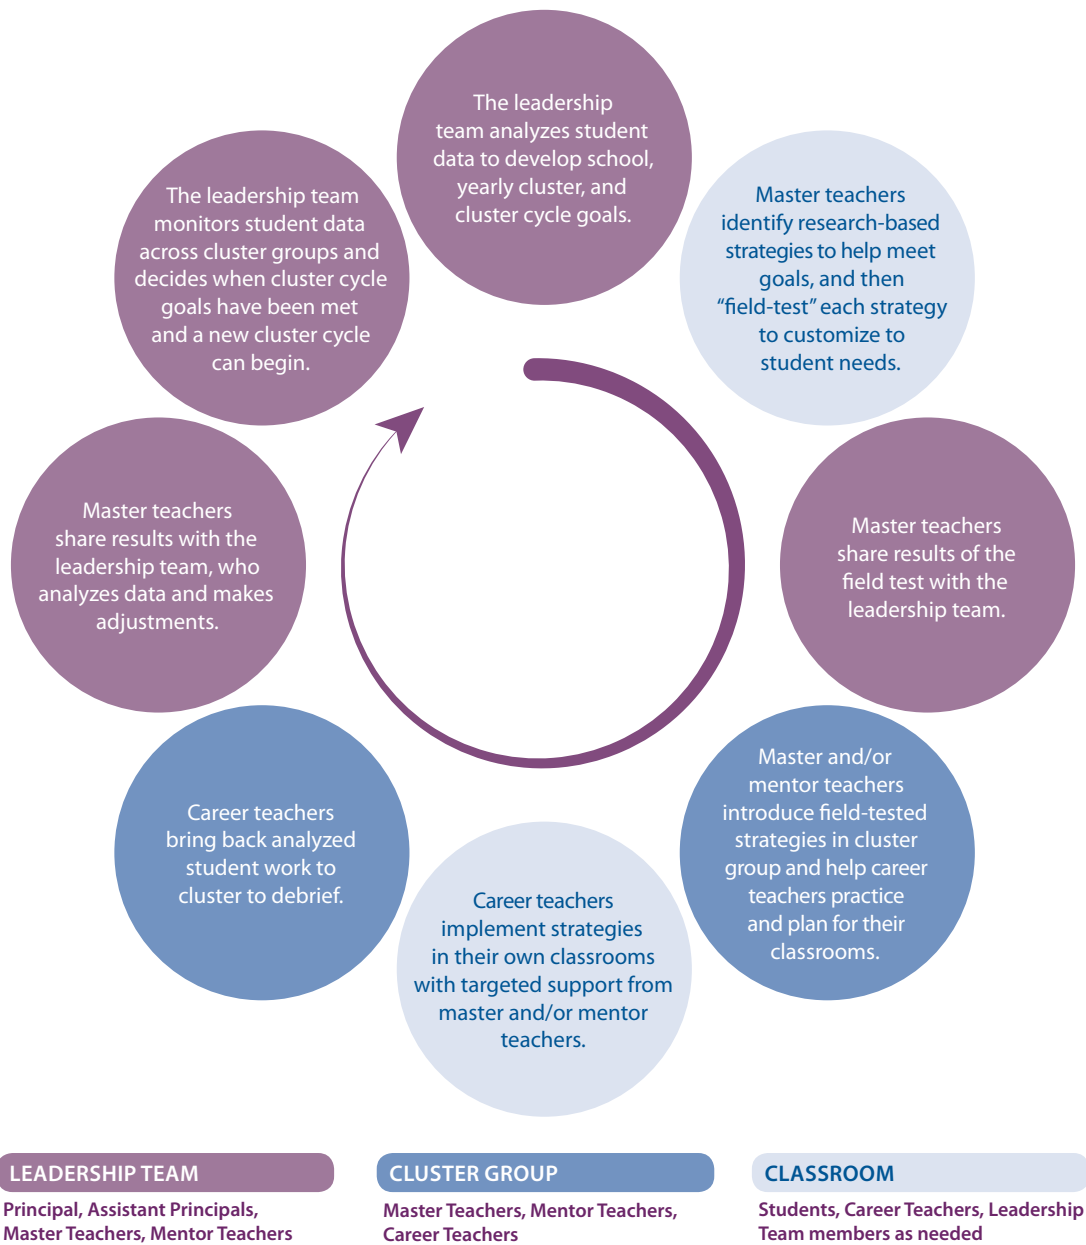 The leadership
team analyzes student
data to develop school,
yearly cluster, and
cluster cycle goals.
Master teachers
identify research-based
strategies to help meet
goals, and then
“field-test” each strategy
to customize to
student needs.
Master teachers
share results of the
field test with the
leadership team.
Master and/or
mentor teachers
introduce field-tested
strategies in cluster
group and help career
teachers practice
and plan for their
classrooms.
Career teachers
implement strategies
in their own classrooms
with targeted support from
master and/or mentor
teachers.
Career teachers
bring back analyzed
student work to
cluster to debrief.
Master teachers
share results with the
leadership team, who
analyzes data and makes
adjustments.
The leadership team
monitors student data
across cluster groups and
decides when cluster cycle
goals have been met
and a new cluster cycle
can begin.
LEADERSHIP TEAM
Principal, Assistant Principals,
Master Teachers, Mentor Teachers
CLUSTER GROUP
Master Teachers, Mentor Teachers,
Career Teachers
CLASSROOM
Students, Career Teachers, Leadership
Team members as needed